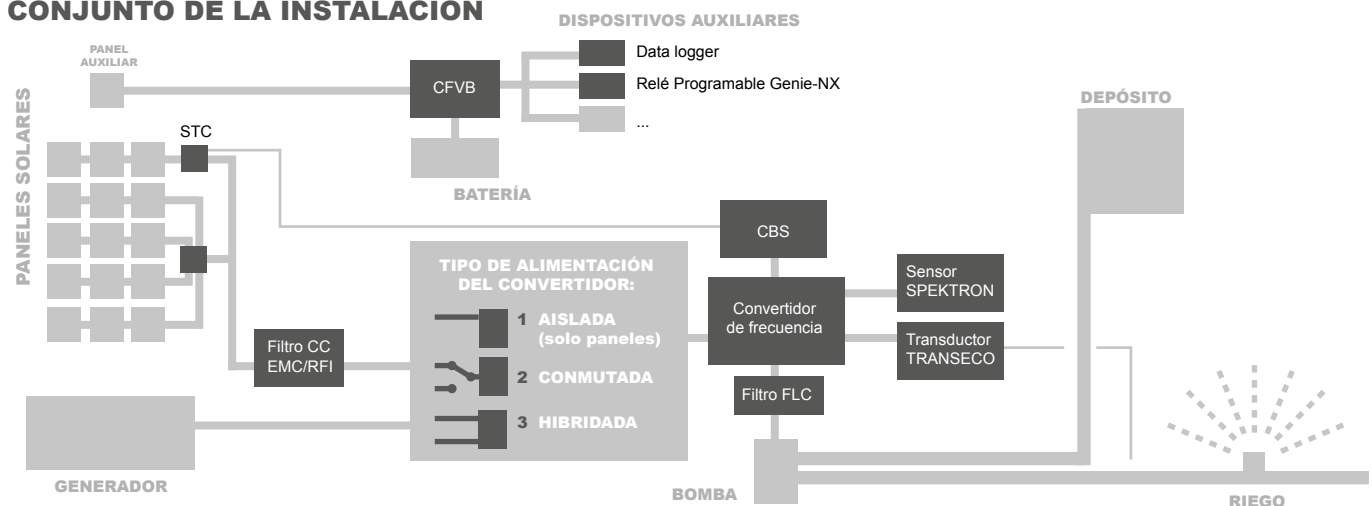 CONJUNTO DE LA INSTALACIÓN
DISPOSITIVOS AUXILIARES
PANEL
AUXILIAR
CFVB
Data logger
Relé Programable Genie-NX
...
BATERÍA
DEPÓSITO
PANELES SOLARES
STC
CBS
TIPO DE ALIMENTACIÓN
DEL CONVERTIDOR:
1 AISLADA
(solo paneles)
2 CONMUTADA
3 HIBRIDADA
Convertidor
de frecuencia
Sensor
SPEKTRON
Transductor
TRANSECO
Filtro CC
EMC/RFI
Filtro FLC
GENERADOR
BOMBA
RIEGO